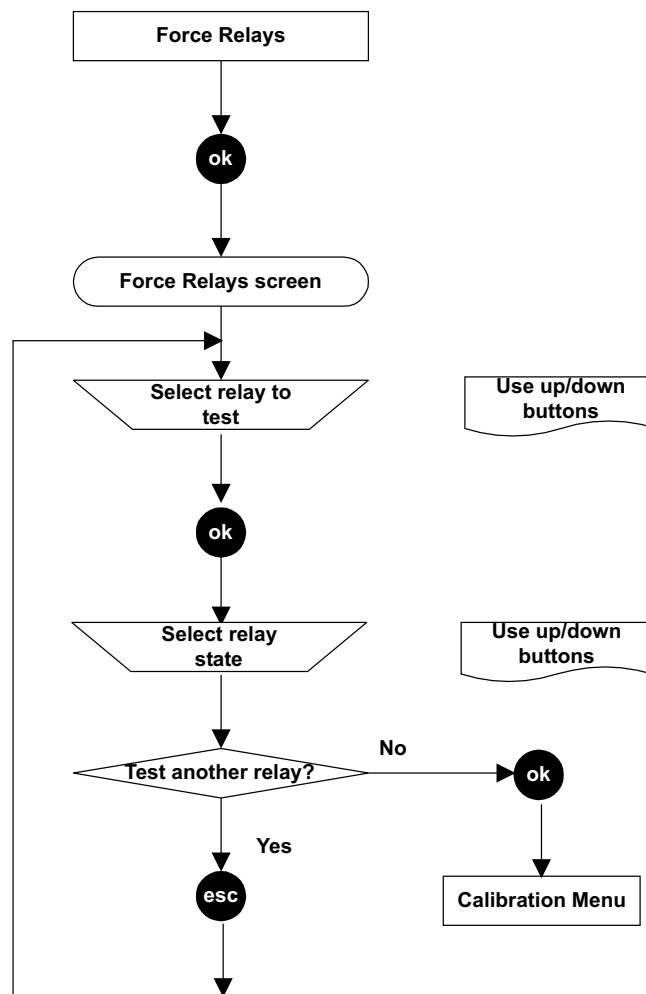 Force Relays
ok
Force Relays screen
Select relay to
test
Use up/down
buttons
ok
Select relay
state
Use up/down
buttons
Test another relay?
No
ok
Yes
esc
Calibration Menu